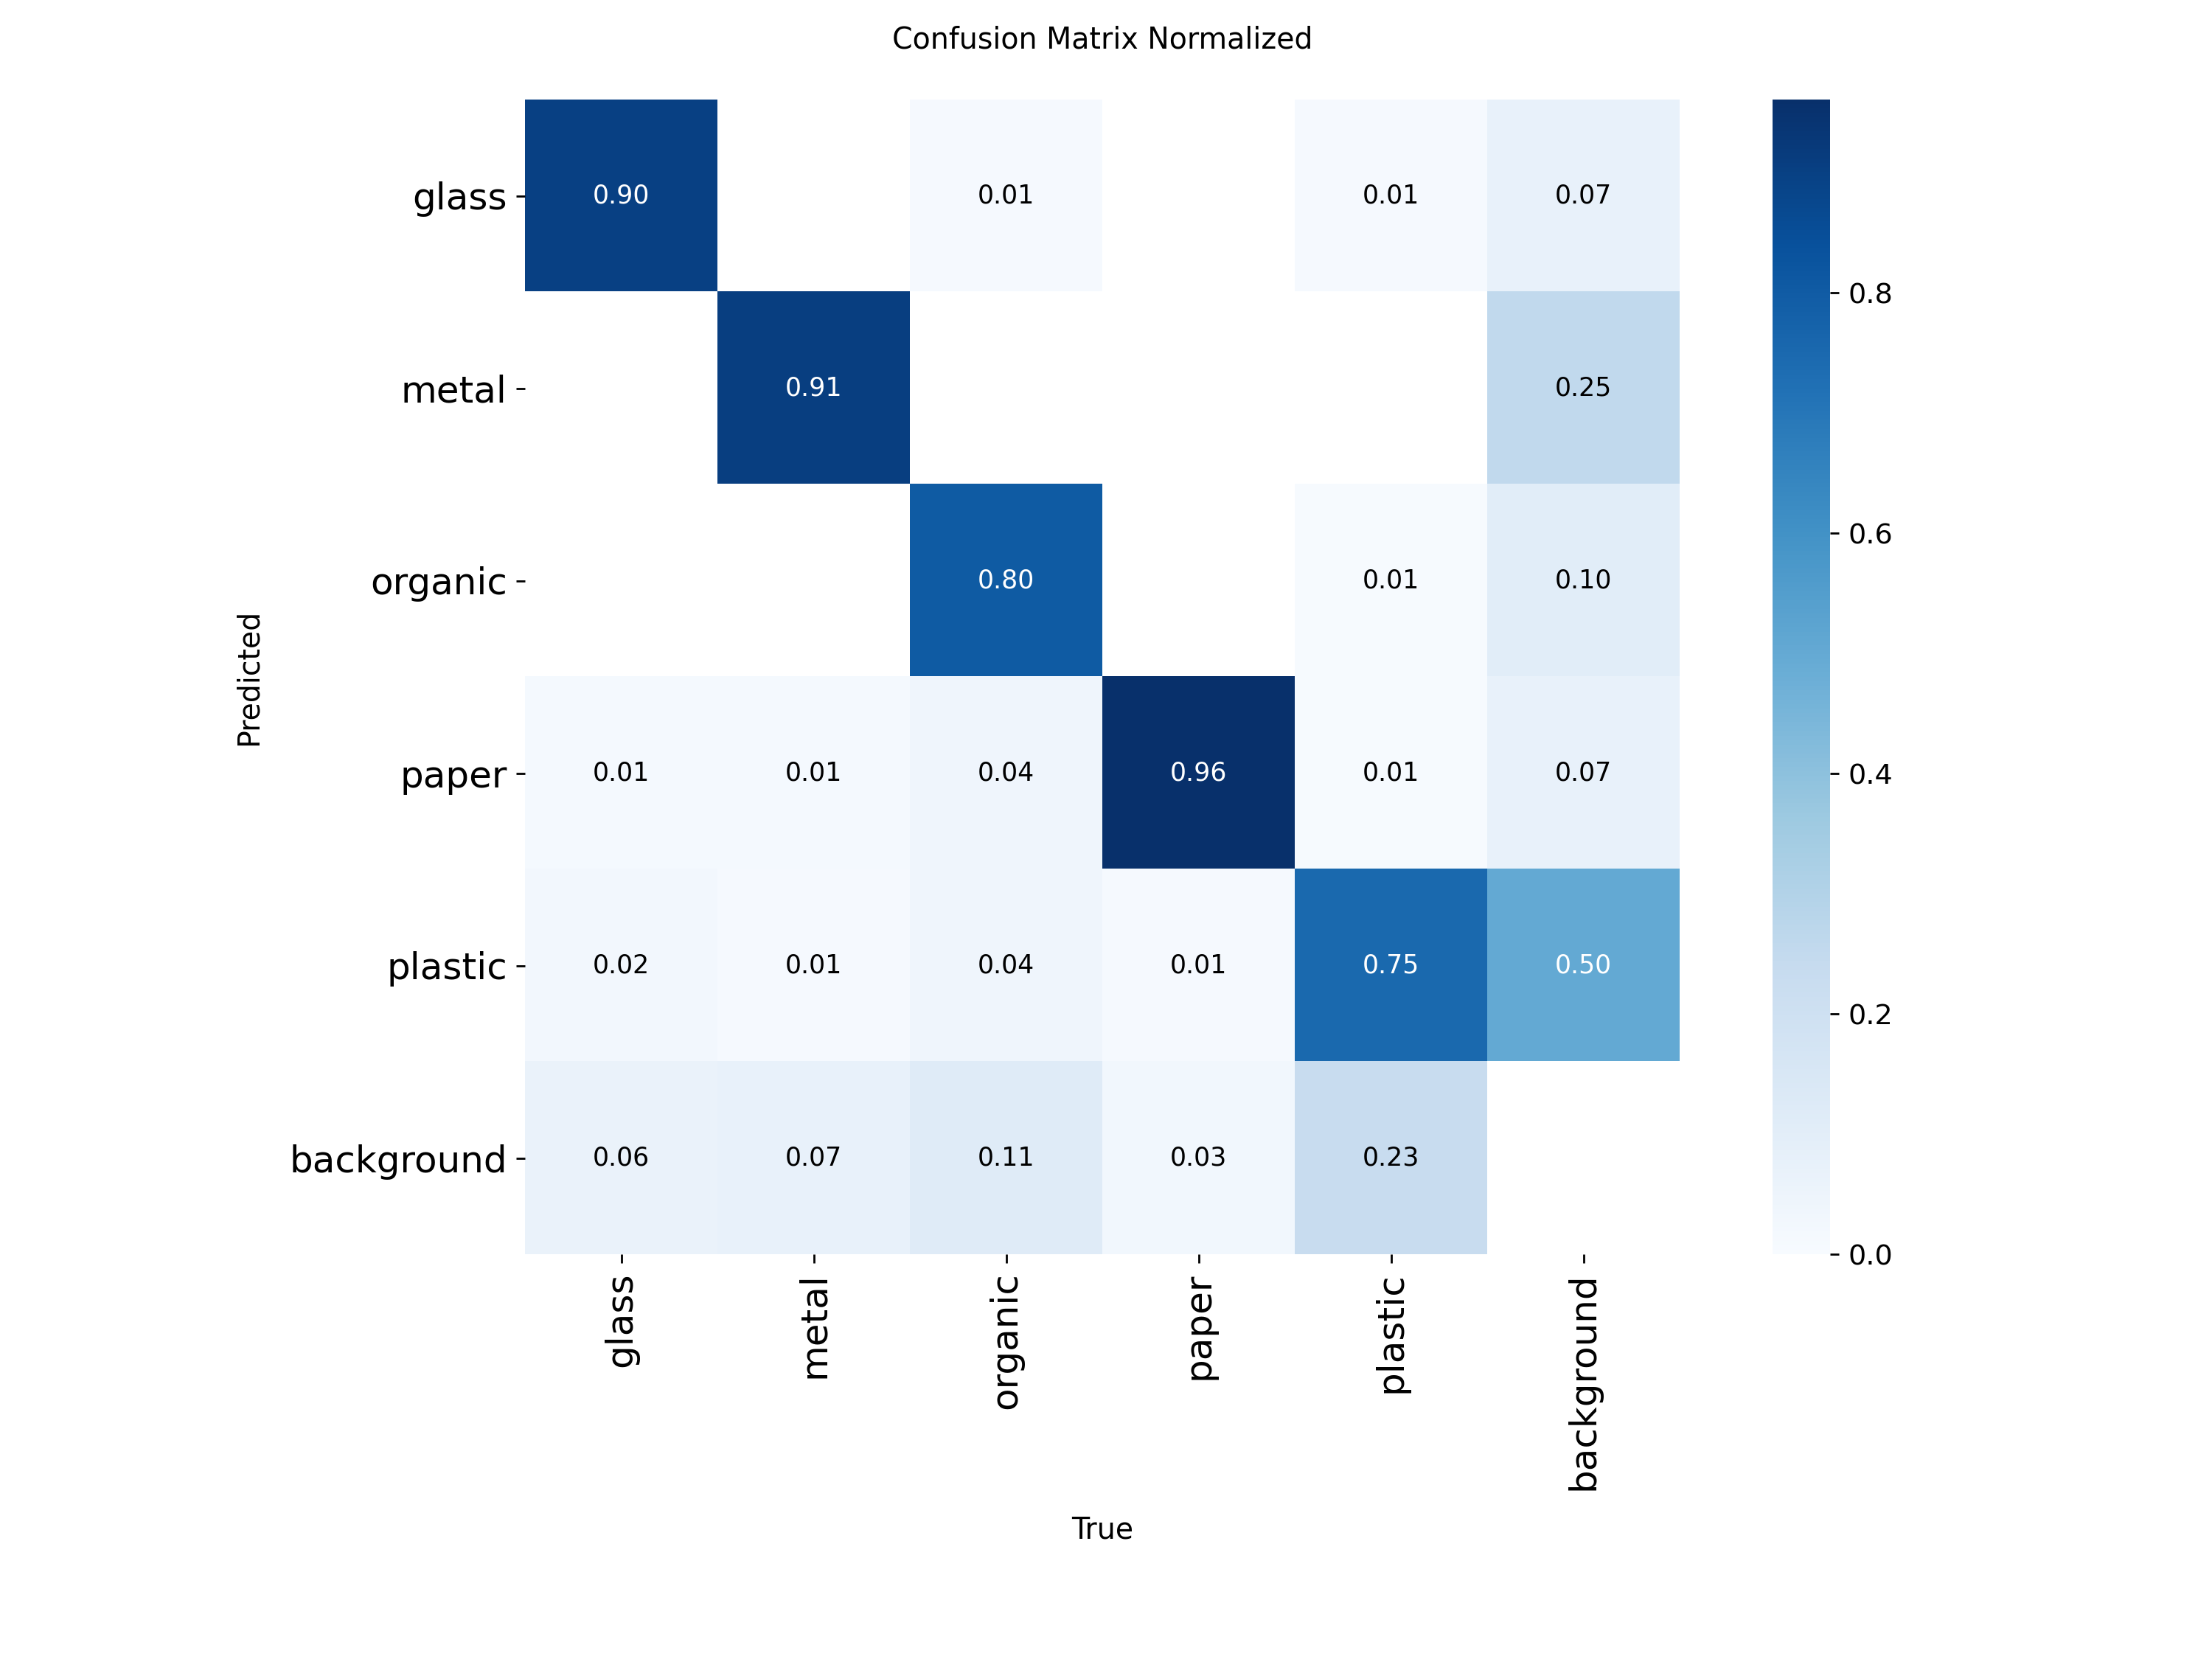 Confusion Matrix Normalized
glass 0.90 0.01 0.01 0.07
metal 0.91 0.25
organic 0.80 0.01 0.10
paper 0.01 0.01 0.04 0.96 0.01 0.07
plastic 0.02 0.01 0.04 0.01 0.75 0.50
background 0.06 0.07 0.11 0.03 0.23
Predicted
glass metal organic paper plastic background
True
0.8
0.6
0.4
0.2
0.0